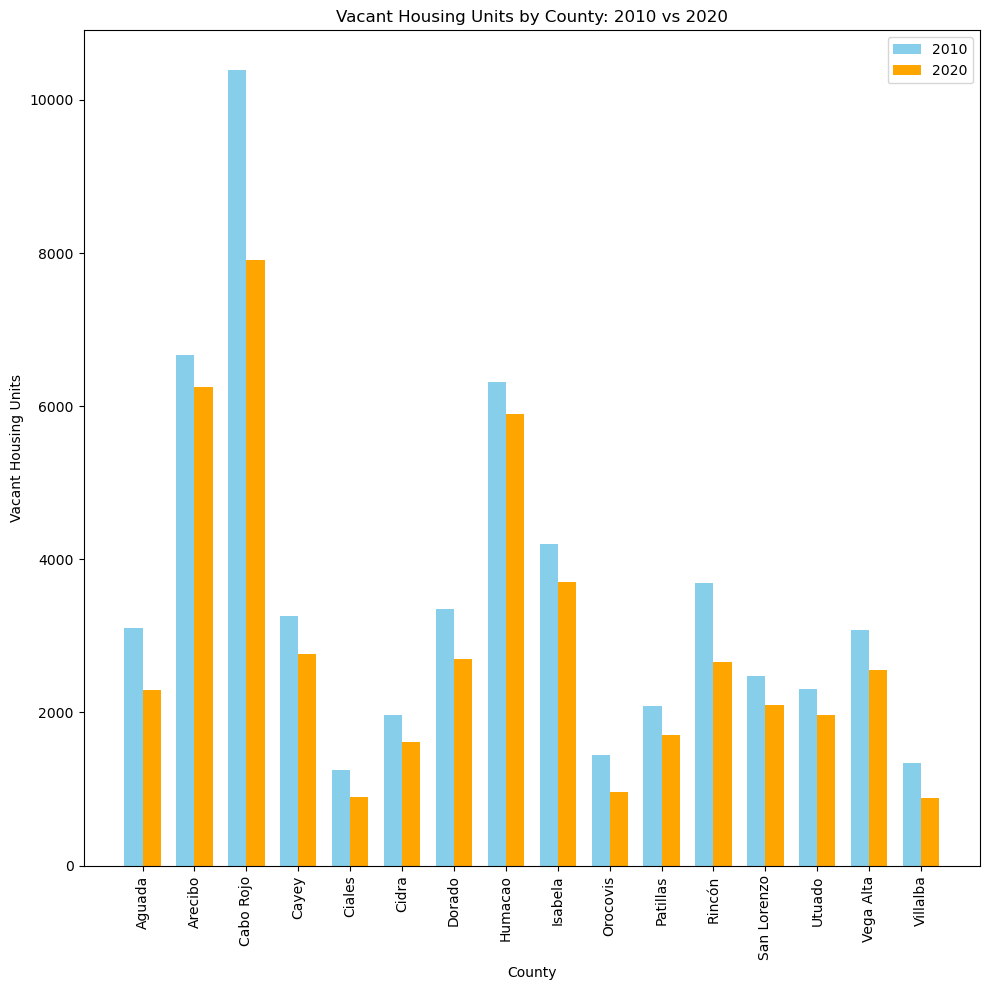 Vacant Housing Units by County: 2010 vs 2020
2010
2020
Vacant Housing Units
10000
8000
6000
4000
2000
0
Aguada
Arecibo
Cabo Rojo
Cayey
Ciales
Cidra
Dorado
Humacao
Isabela
Orocovis
Patillas
Rincón
San Lorenzo
Utuado
Vega Alta
Villalba
County